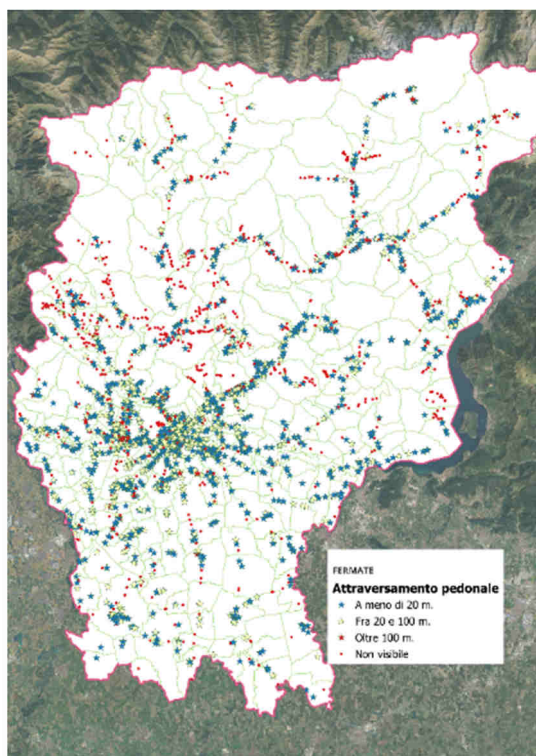 FERMATE
Attraversamento pedonale
A meno di 20 m.
Fra 20 e 100 m.
Oltre 100 m.
Non visibile